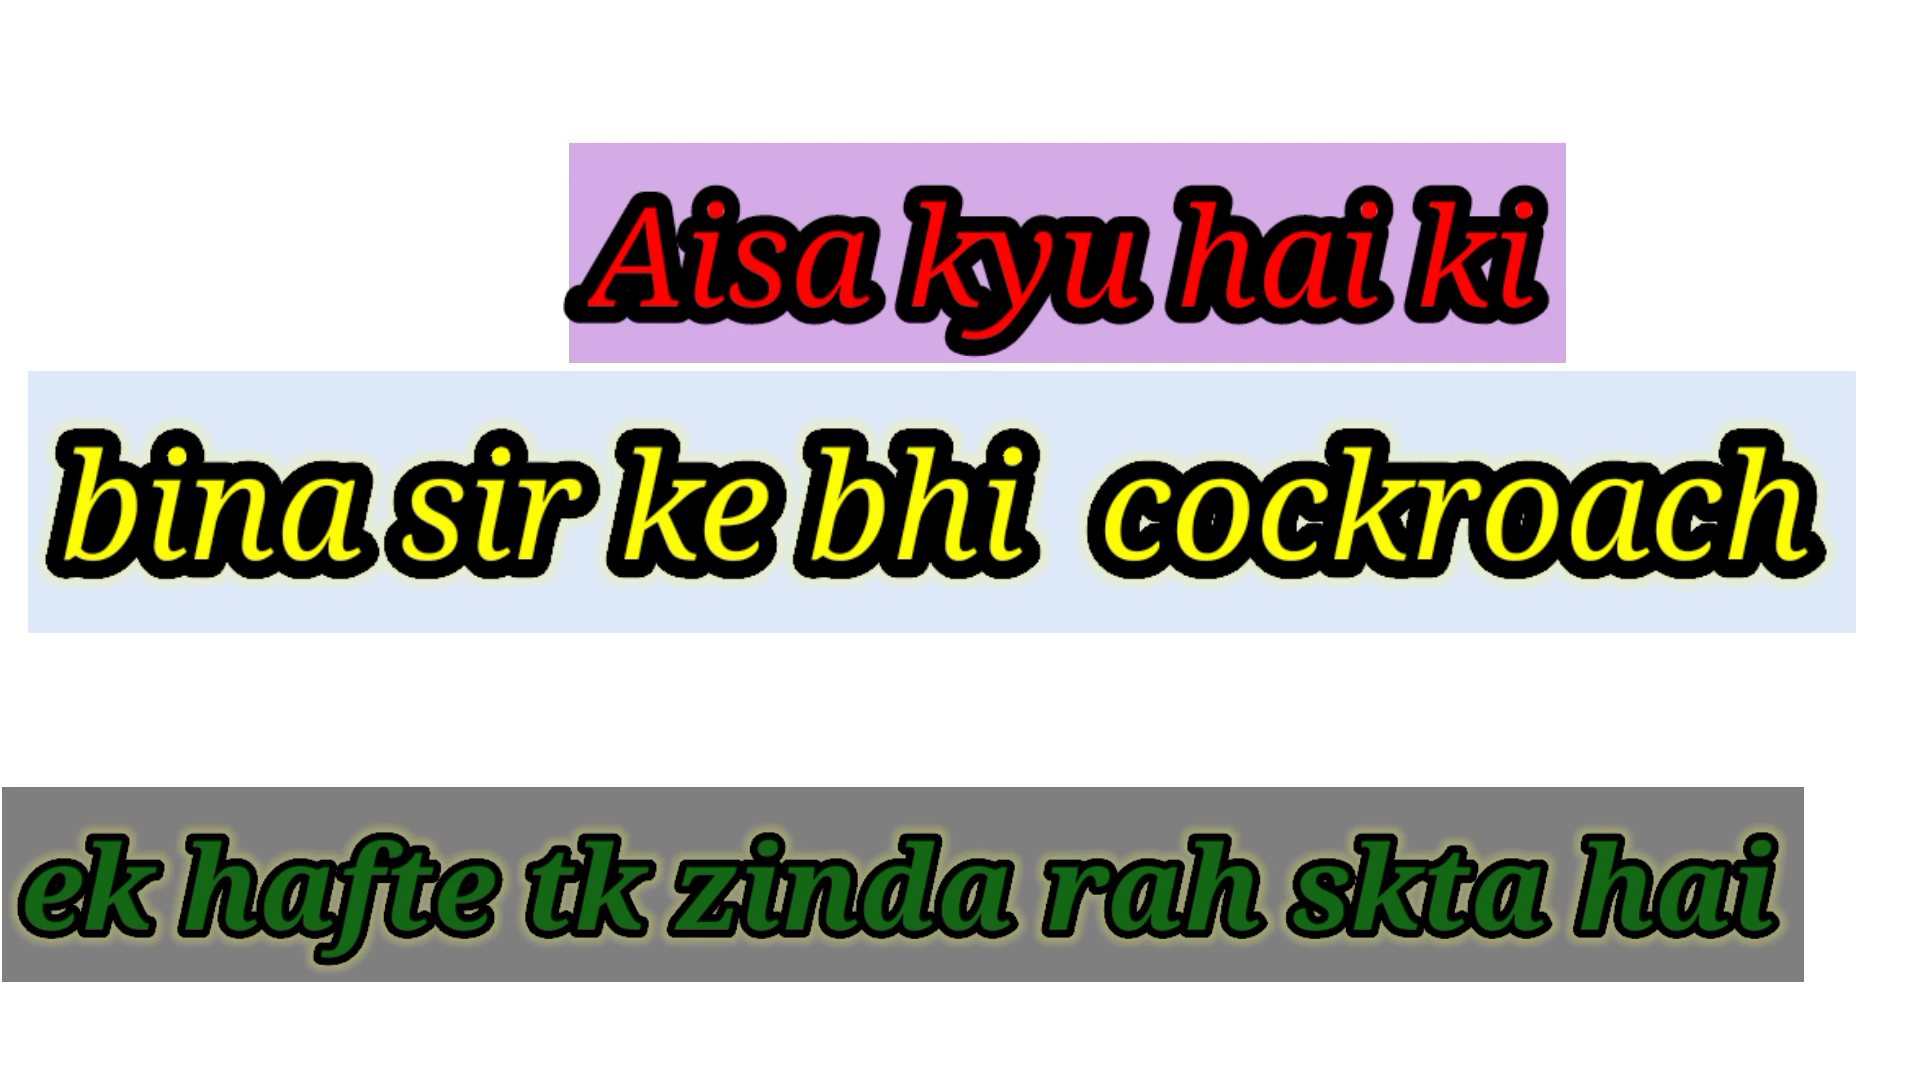 Aisa kyu hai ki
bina sir ke bhi cockroach
ek hafte tk zinda rah skta hai